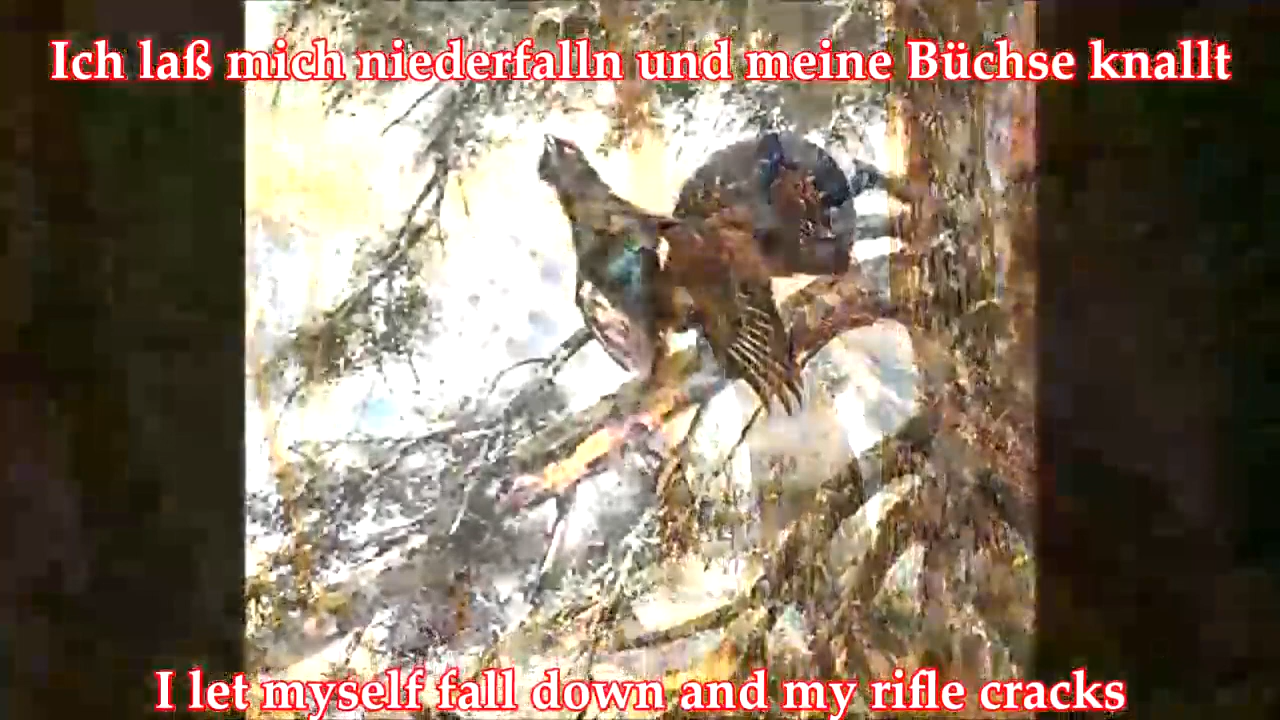 Ich laß mich niederfalln und meine Büchse knallt
I let myself fall down and my rifle cracks